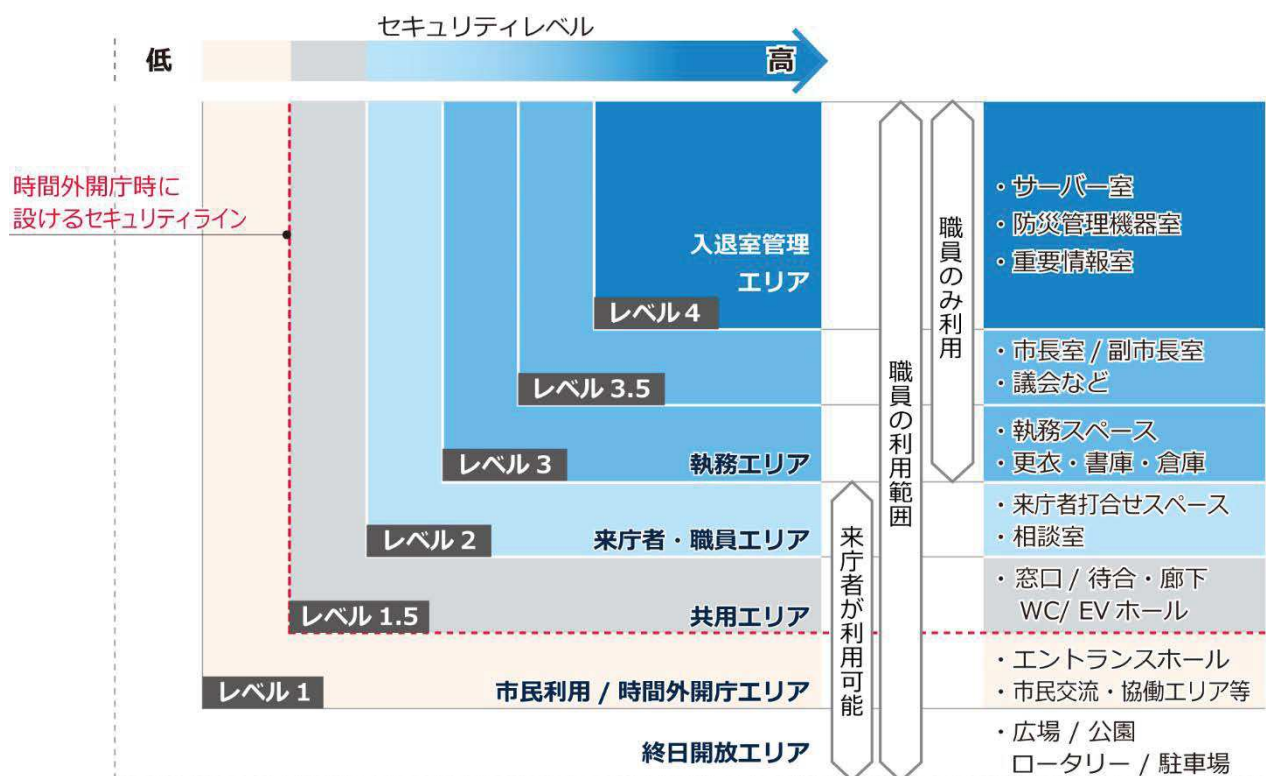 セキュリティレベル
低
高
時間外開庁時に
設けるセキュリティライン
入退室管理
エリア
レベル 4
・サーバー室
・防災管理機器室
・重要情報室
職員のみ利用
職員の利用範囲
レベル 3.5
・市長室 / 副市長室
・議会など
レベル 3
執務エリア
・執務スペース
・更衣・書庫・倉庫
レベル 2
来庁者・職員エリア
・来庁者打合せスペース
・相談室
来庁者が利用可能
レベル 1.5
共用エリア
・窓口 / 待合・廊下
WC/ EV ホール
レベル 1
市民利用 / 時間外開庁エリア
・エントランスホール
・市民交流・協働エリア等
終日開放エリア
・広場 / 公園
ロータリー / 駐車場